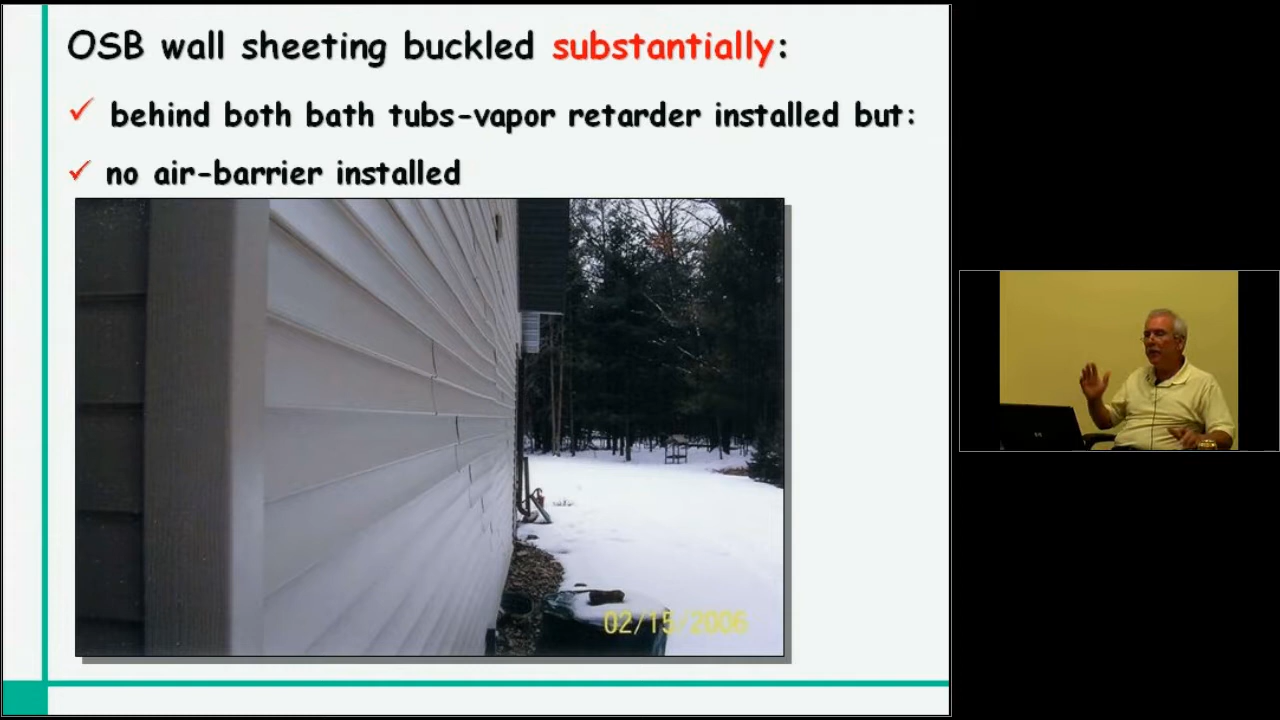 OSB wall sheeting buckled substantially:
✓ behind both bath tubs-vapor retarder installed but:
✓ no air-barrier installed
02/15/2006